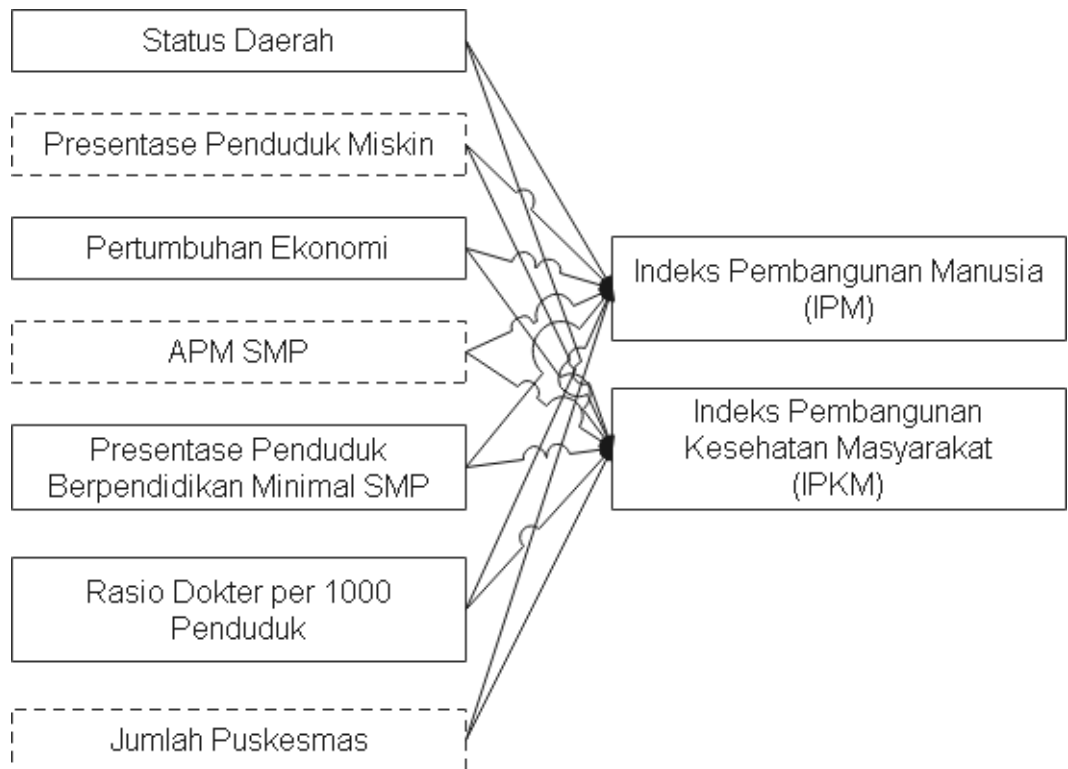 Status Daerah
Presentase Penduduk Miskin
Pertumbuhan Ekonomi
APM SMP
Presentase Penduduk
Berpendidikan Minimal SMP
Rasio Dokter per 1000
Penduduk
Jumlah Puskesmas
Indeks Pembangunan Manusia
(IPM)
Indeks Pembangunan
Kesehatan Masyarakat
(IPKM)